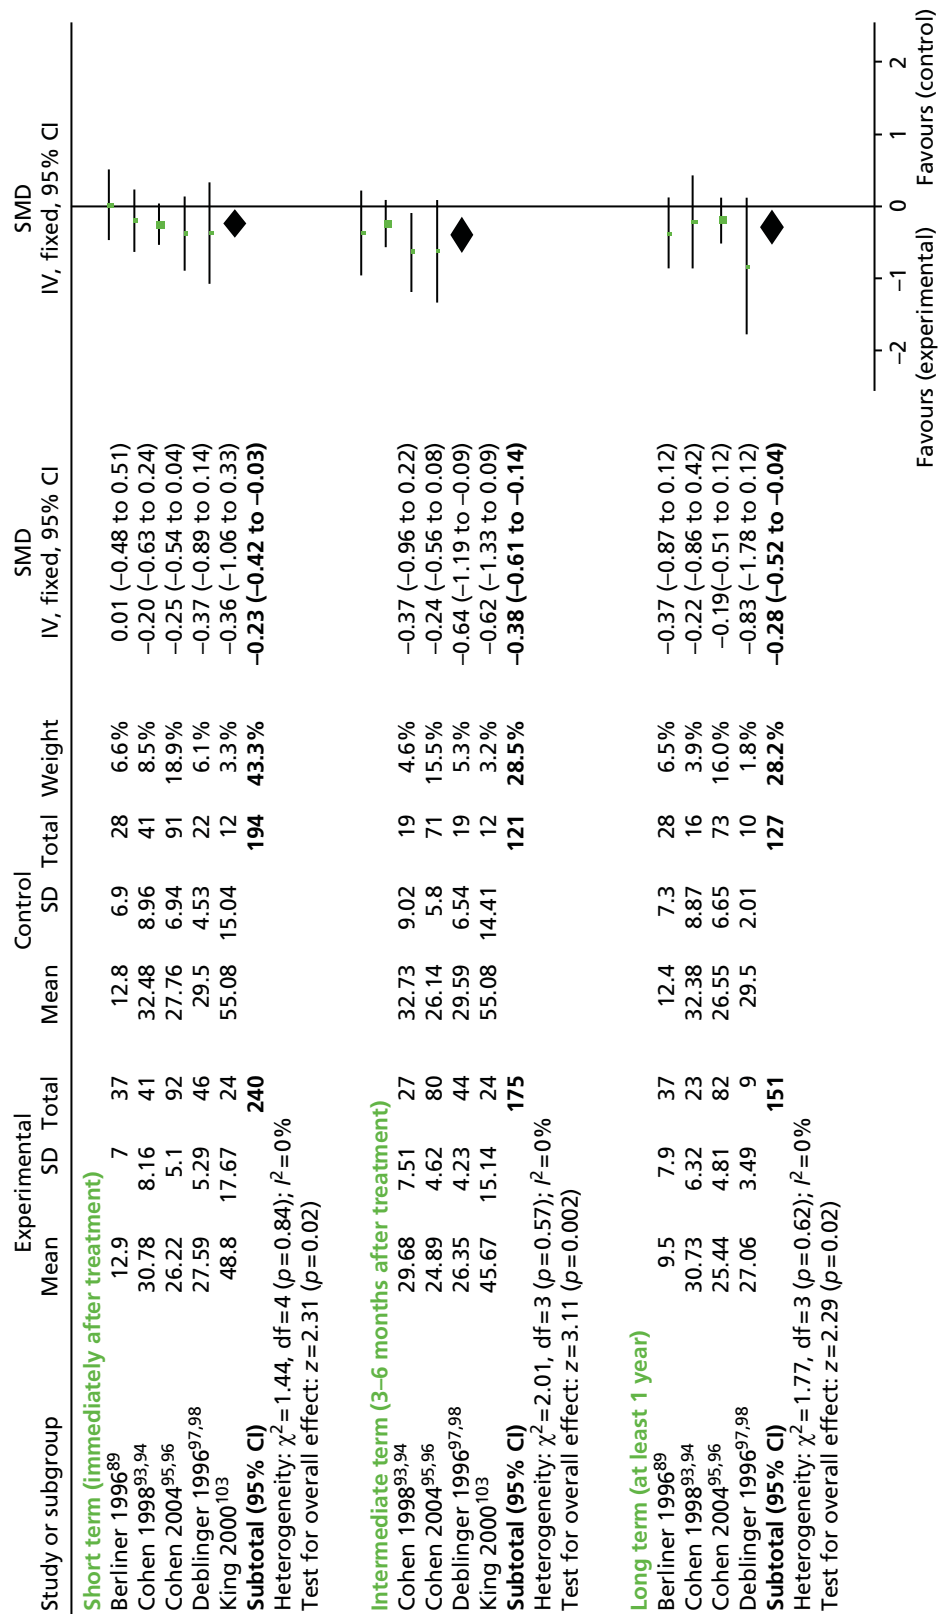 Experimental Control SMD SMD
Study or subgroup Mean SD Total Mean SD Total Weight IV, fixed, 95% CI IV, fixed, 95% CI
Short term (immediately after treatment)
Berliner 1996⁸⁹ 12.9 7 37 12.8 6.9 28 6.6% 0.01 (−0.48 to 0.51)
Cohen 1998⁹³,⁹⁴ 30.78 8.16 41 32.48 8.96 41 8.5% −0.20 (−0.63 to 0.24)
Cohen 2004⁹⁵,⁹⁶ 26.22 5.1 92 27.76 6.94 91 18.9% −0.25 (−0.54 to 0.04)
Deblinger 1996⁹⁷,⁹⁸ 27.59 5.29 46 29.5 4.53 22 6.1% −0.37 (−0.89 to 0.14)
King 2000¹⁰³ 48.8 17.67 24 55.08 15.04 12 3.3% −0.36 (−1.06 to 0.33)
Subtotal (95% CI) 240 194 43.3% −0.23 (−0.42 to −0.03)
Heterogeneity: χ²=1.44, df=4 (p=0.84); I²=0%
Test for overall effect: z=2.31 (p=0.02)
Intermediate term (3–6 months after treatment)
Cohen 1998⁹³,⁹⁴ 29.68 7.51 27 32.73 9.02 19 4.6% −0.37 (−0.96 to 0.22)
Cohen 2004⁹⁵,⁹⁶ 24.89 4.62 80 26.14 5.8 71 15.5% −0.24 (−0.56 to 0.08)
Deblinger 1996⁹⁷,⁹⁸ 26.35 4.23 44 29.59 6.54 19 5.3% −0.64 (−1.19 to −0.09)
King 2000¹⁰³ 45.67 15.14 24 55.08 14.41 12 3.2% −0.62 (−1.33 to 0.09)
Subtotal (95% CI) 175 121 28.5% −0.38 (−0.61 to −0.14)
Heterogeneity: χ²=2.01, df=3 (p=0.57); I²=0%
Test for overall effect: z=3.11 (p=0.002)
Long term (at least 1 year)
Berliner 1996⁸⁹ 9.5 7.9 37 12.4 7.3 28 6.5% −0.37 (−0.87 to 0.12)
Cohen 1998⁹³,⁹⁴ 30.73 6.32 23 32.38 8.87 16 3.9% −0.22 (−0.86 to 0.42)
Cohen 2004⁹⁵,⁹⁶ 25.44 4.81 82 26.55 6.65 73 16.0% −0.19(−0.51 to 0.12)
Deblinger 1996⁹⁷,⁹⁸ 27.06 3.49 9 29.5 2.01 10 1.8% −0.83 (−1.78 to 0.12)
Subtotal (95% CI) 151 127 28.2% −0.28 (−0.52 to −0.04)
Heterogeneity: χ²=1.77, df=3 (p=0.62); I²=0%
Test for overall effect: z=2.29 (p=0.02)
−2 −1 0 1 2
Favours (experimental) Favours (control)